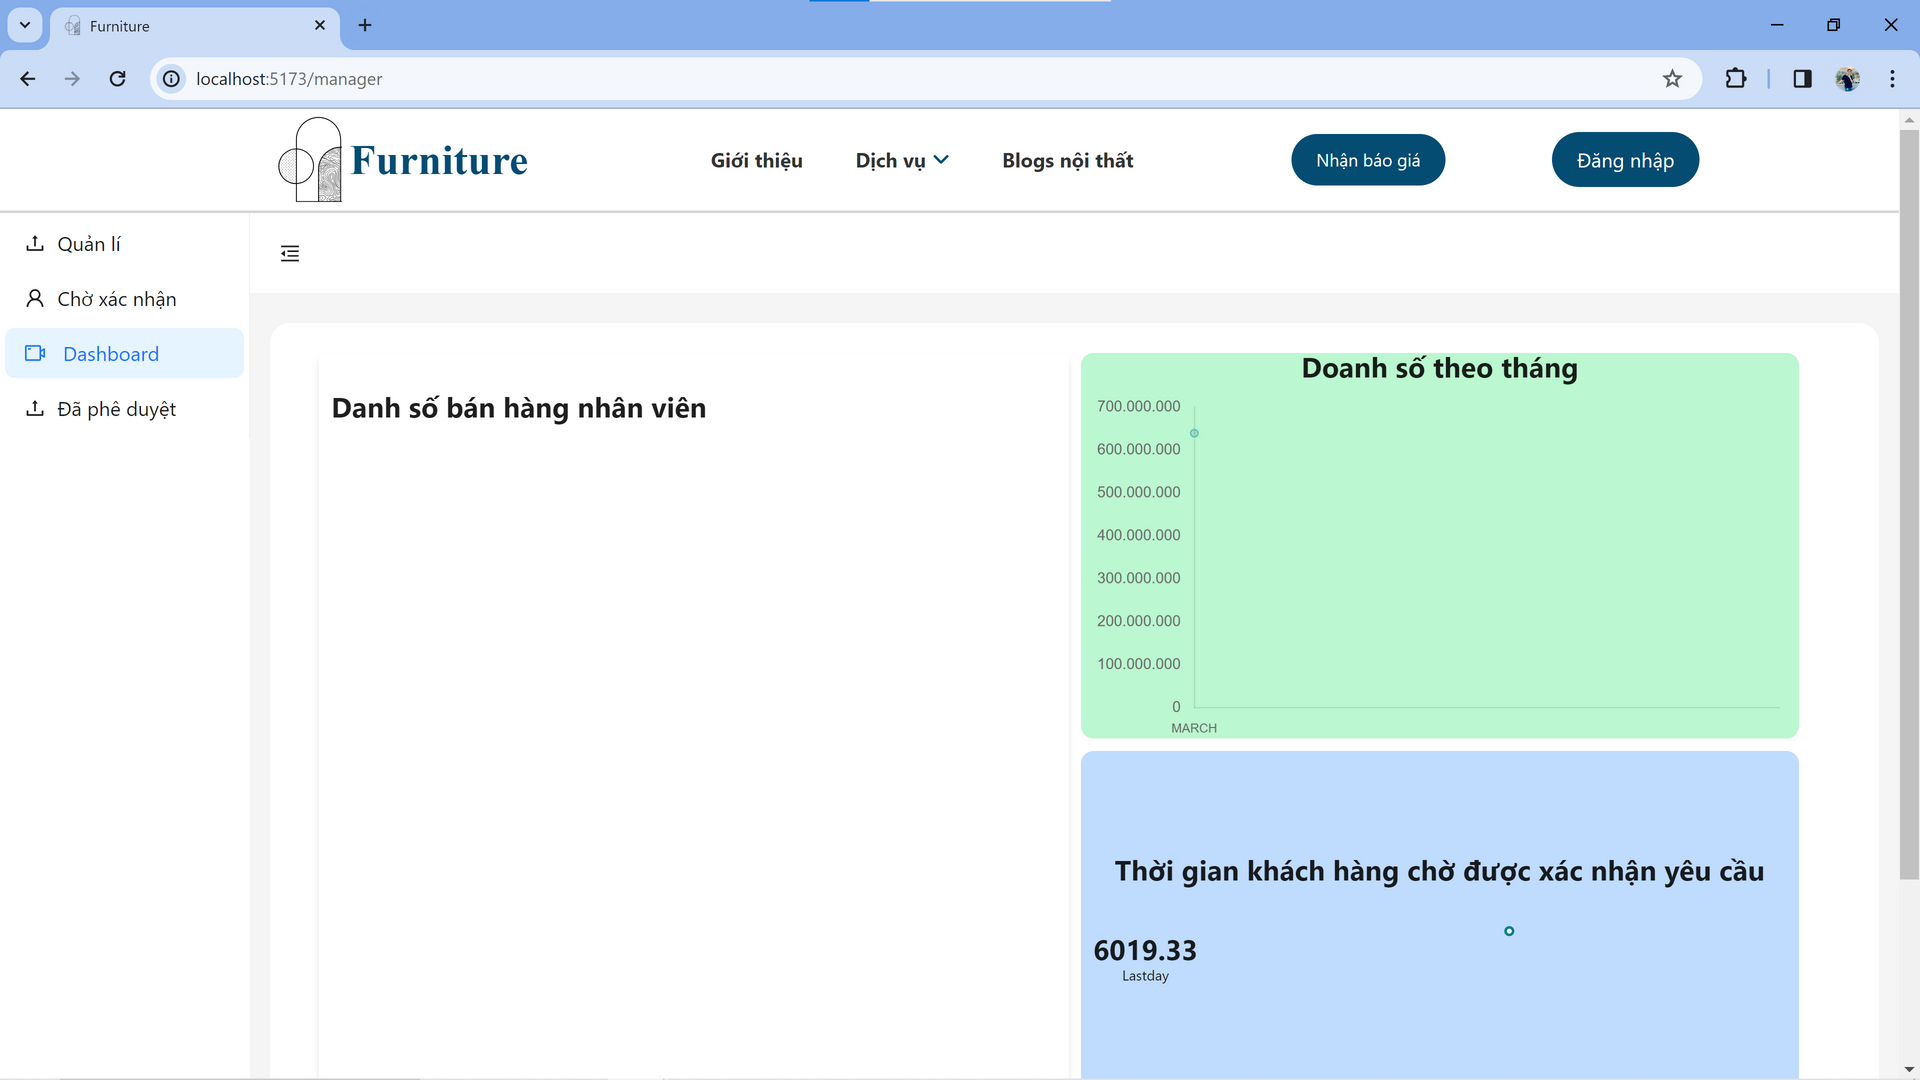 Furniture
localhost:5173/manager
Furniture
Giới thiệu
Dịch vụ
Blogs nội thất
Nhận báo giá
Đăng nhập
Quản lí
Chờ xác nhận
Dashboard
Đã phê duyệt
Danh số bán hàng nhân viên
Doanh số theo tháng
700.000.000
600.000.000
500.000.000
400.000.000
300.000.000
200.000.000
100.000.000
0
MARCH
Thời gian khách hàng chờ được xác nhận yêu cầu
6019.33
Lastday